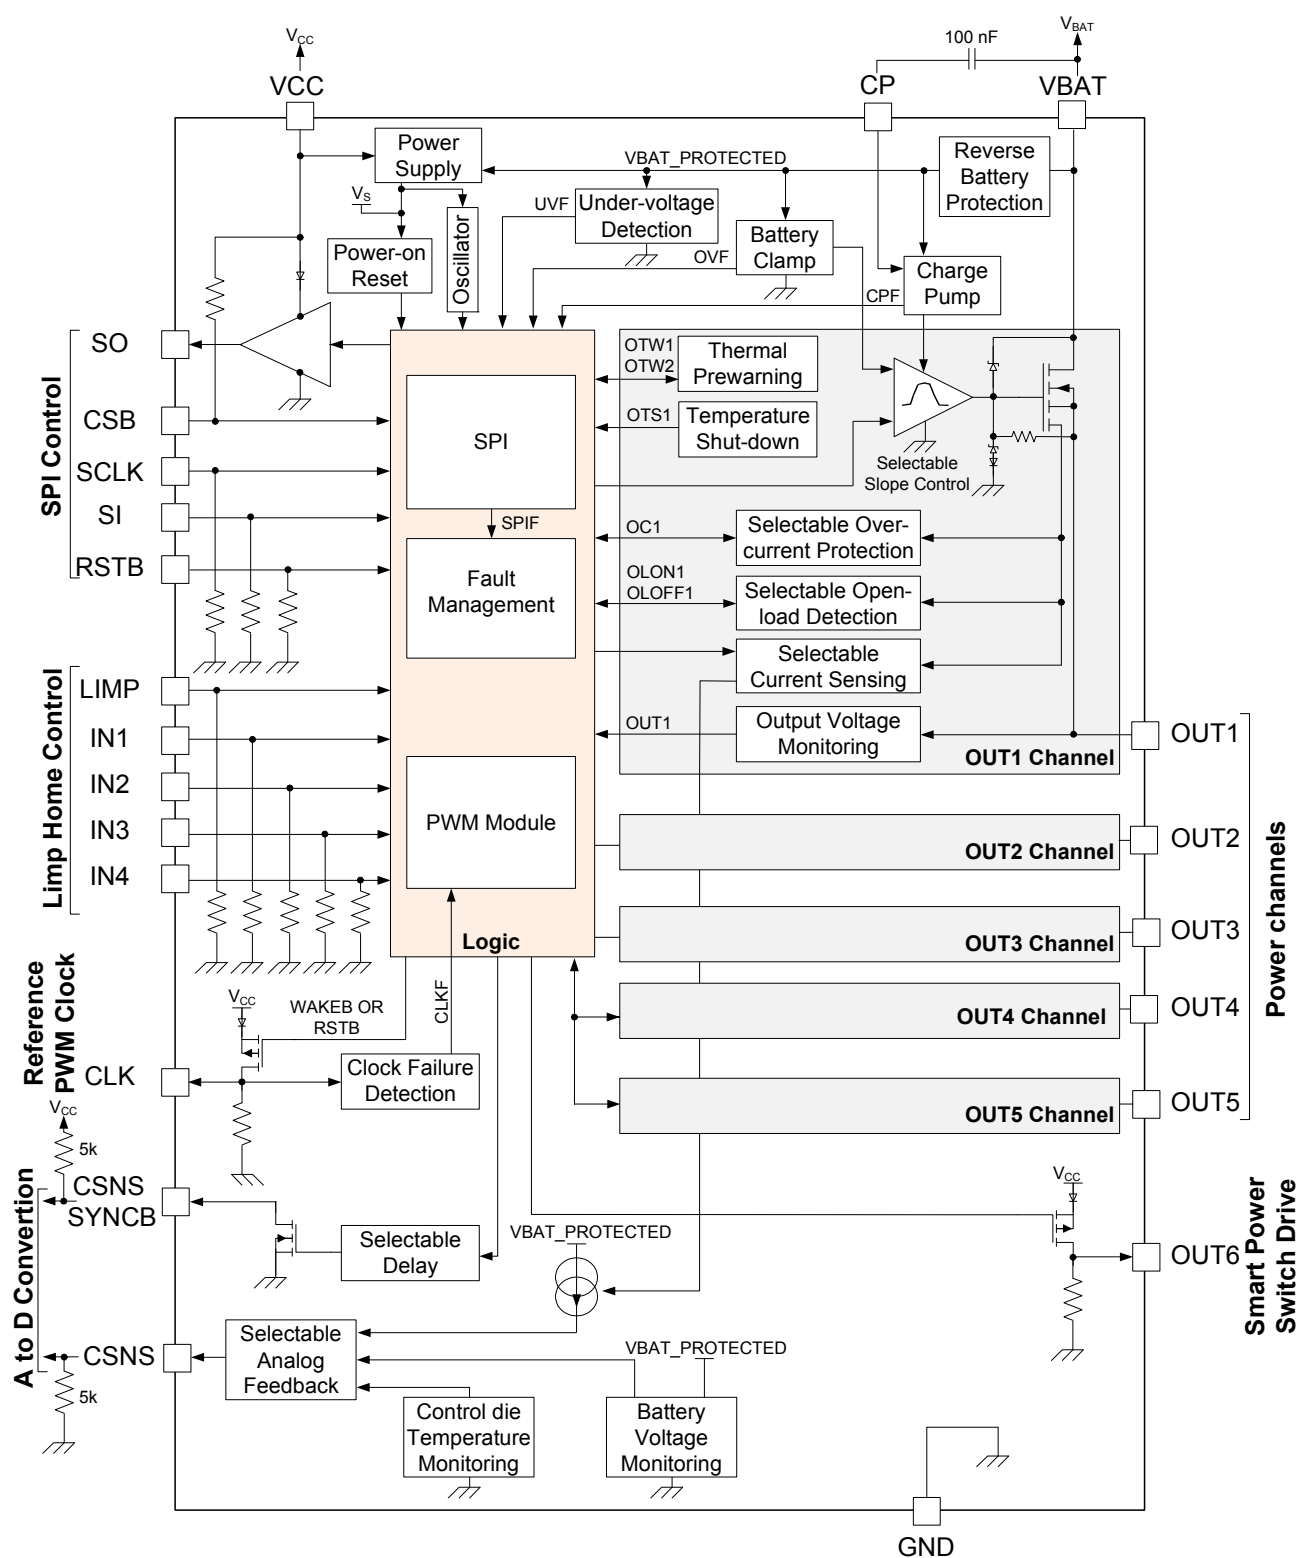 VCC
100 nF
VBAT
VCC
CP
VBAT
Power
Supply
VBAT_PROTECTED
Reverse
Battery
Protection
VS
UVF
Under-voltage
Detection
Oscillator
Power-on
Reset
OVF
Battery
Clamp
CPF
Charge
Pump
SPI Control
SO
CSB
SCLK
SI
RSTB
SPI
SPIF
Fault
Management
PWM Module
Logic
OTW1
OTW2
Thermal
Prewarning
OTS1
Temperature
Shut-down
Selectable
Slope Control
OC1
Selectable Over-
current Protection
OLON1
OLOFF1
Selectable Open-
load Detection
Selectable
Current Sensing
OUT1
Output Voltage
Monitoring
OUT1 Channel
OUT1
Limp Home Control
LIMP
IN1
IN2
IN3
IN4
OUT2 Channel
OUT2
OUT3 Channel
OUT3
OUT4 Channel
OUT4
OUT5 Channel
OUT5
Power channels
Reference
PWM Clock
VCC
WAKEB OR
RSTB
CLKF
CLK
Clock Failure
Detection
VCC
5k
A to D Convertion
CSNS
SYNCB
Selectable
Delay
VBAT_PROTECTED
VCC
OUT6
Smart Power
Switch Drive
CSNS
5k
Selectable
Analog
Feedback
VBAT_PROTECTED
Control die
Temperature
Monitoring
Battery
Voltage
Monitoring
GND